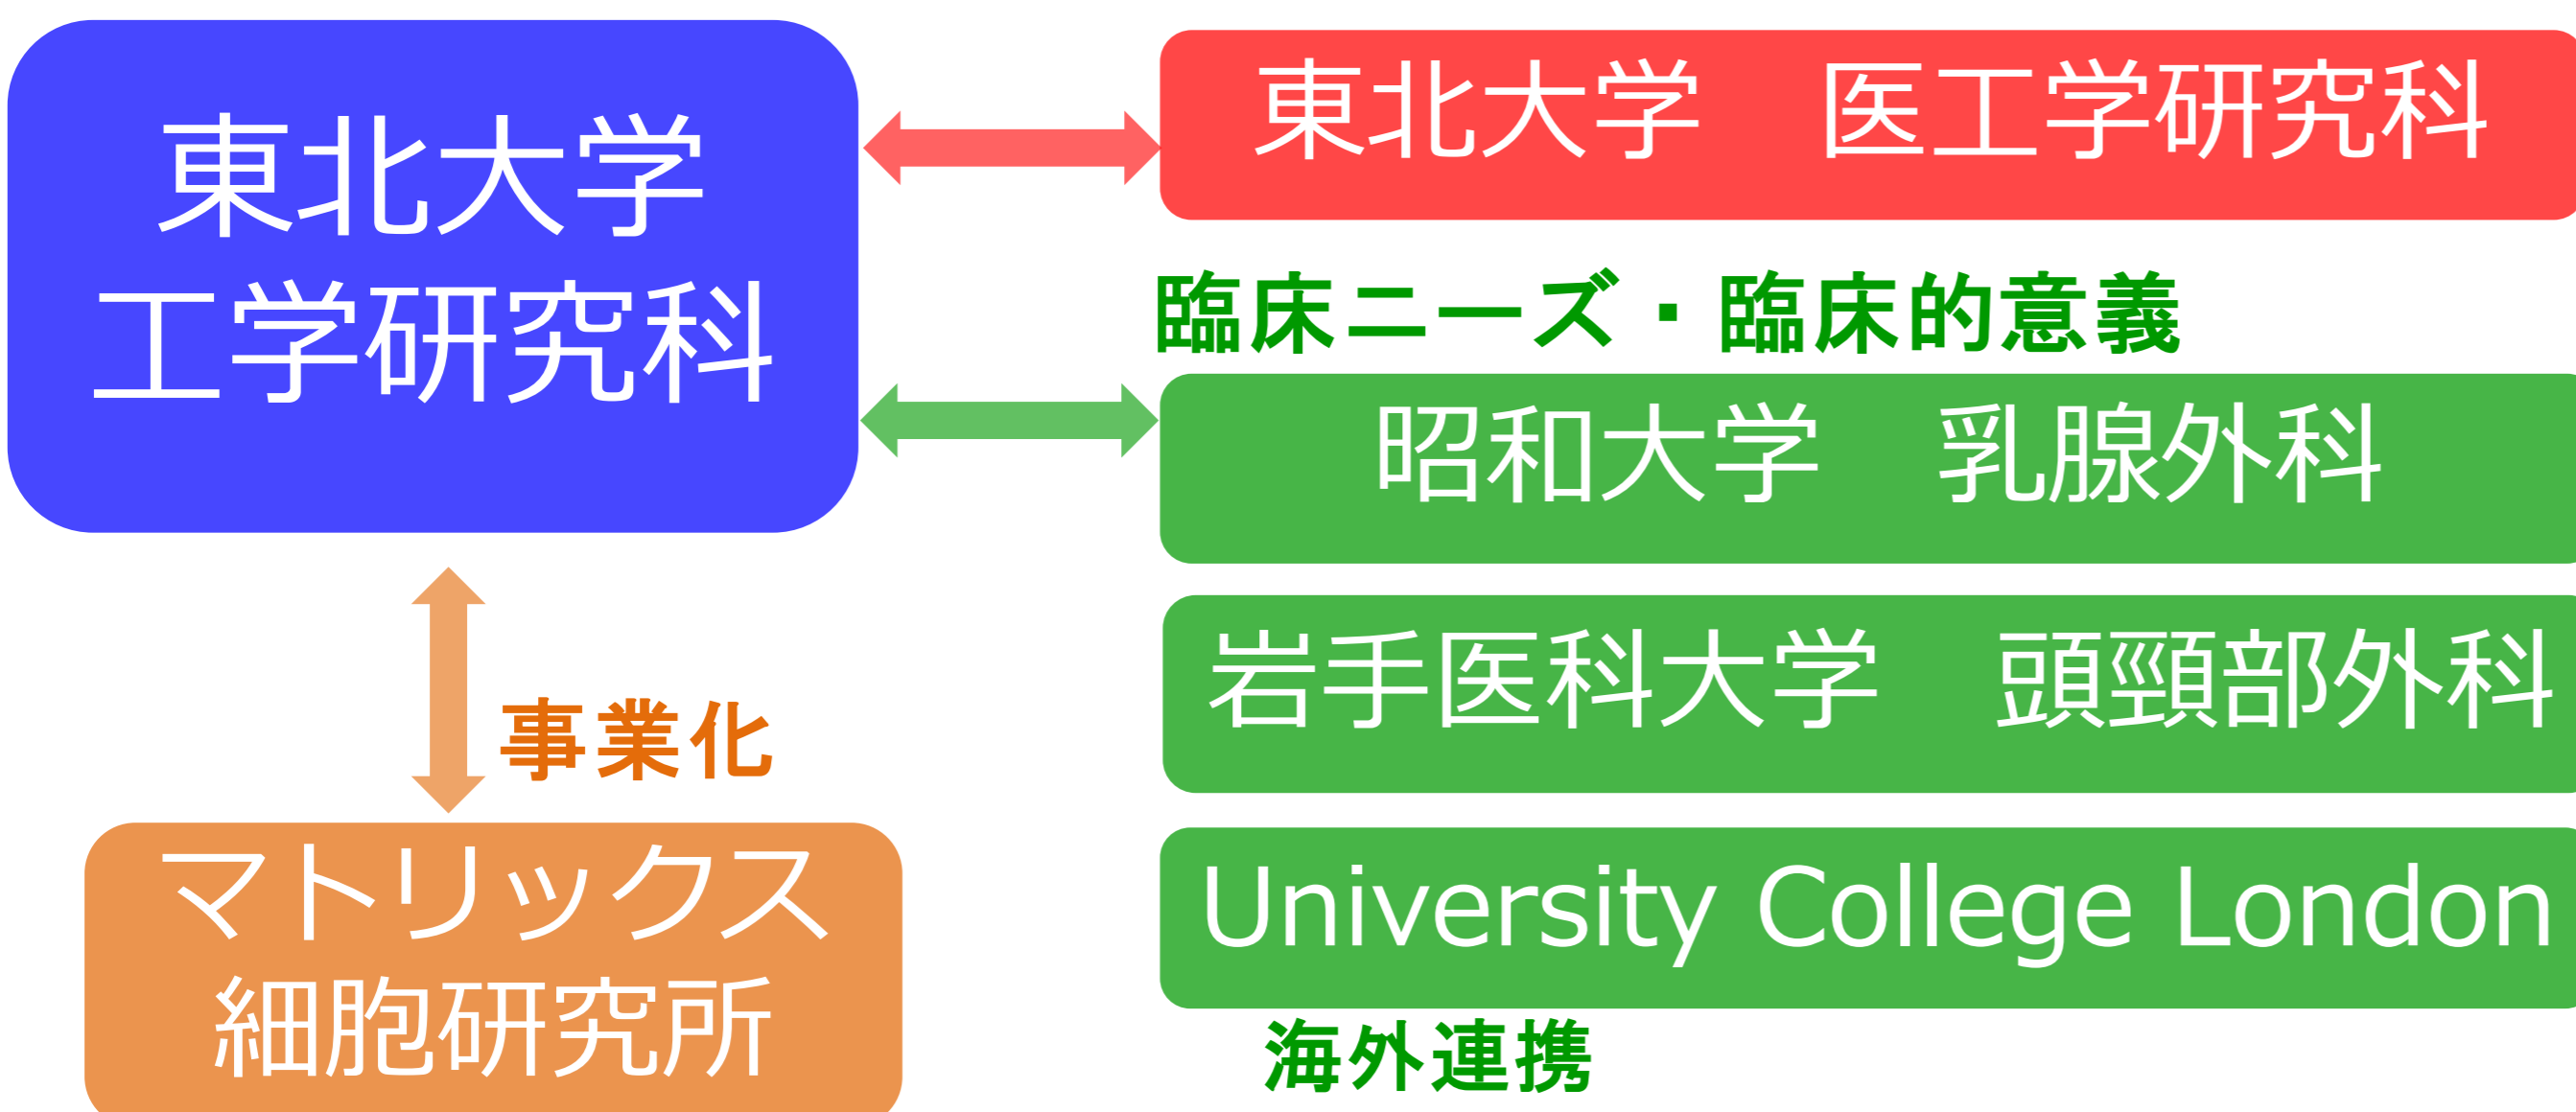 東北大学
工学研究科
東北大学　医工学研究科
臨床ニーズ・臨床的意義
昭和大学　乳腺外科
岩手医科大学　頭頸部外科
University College London
海外連携
事業化
マトリックス
細胞研究所